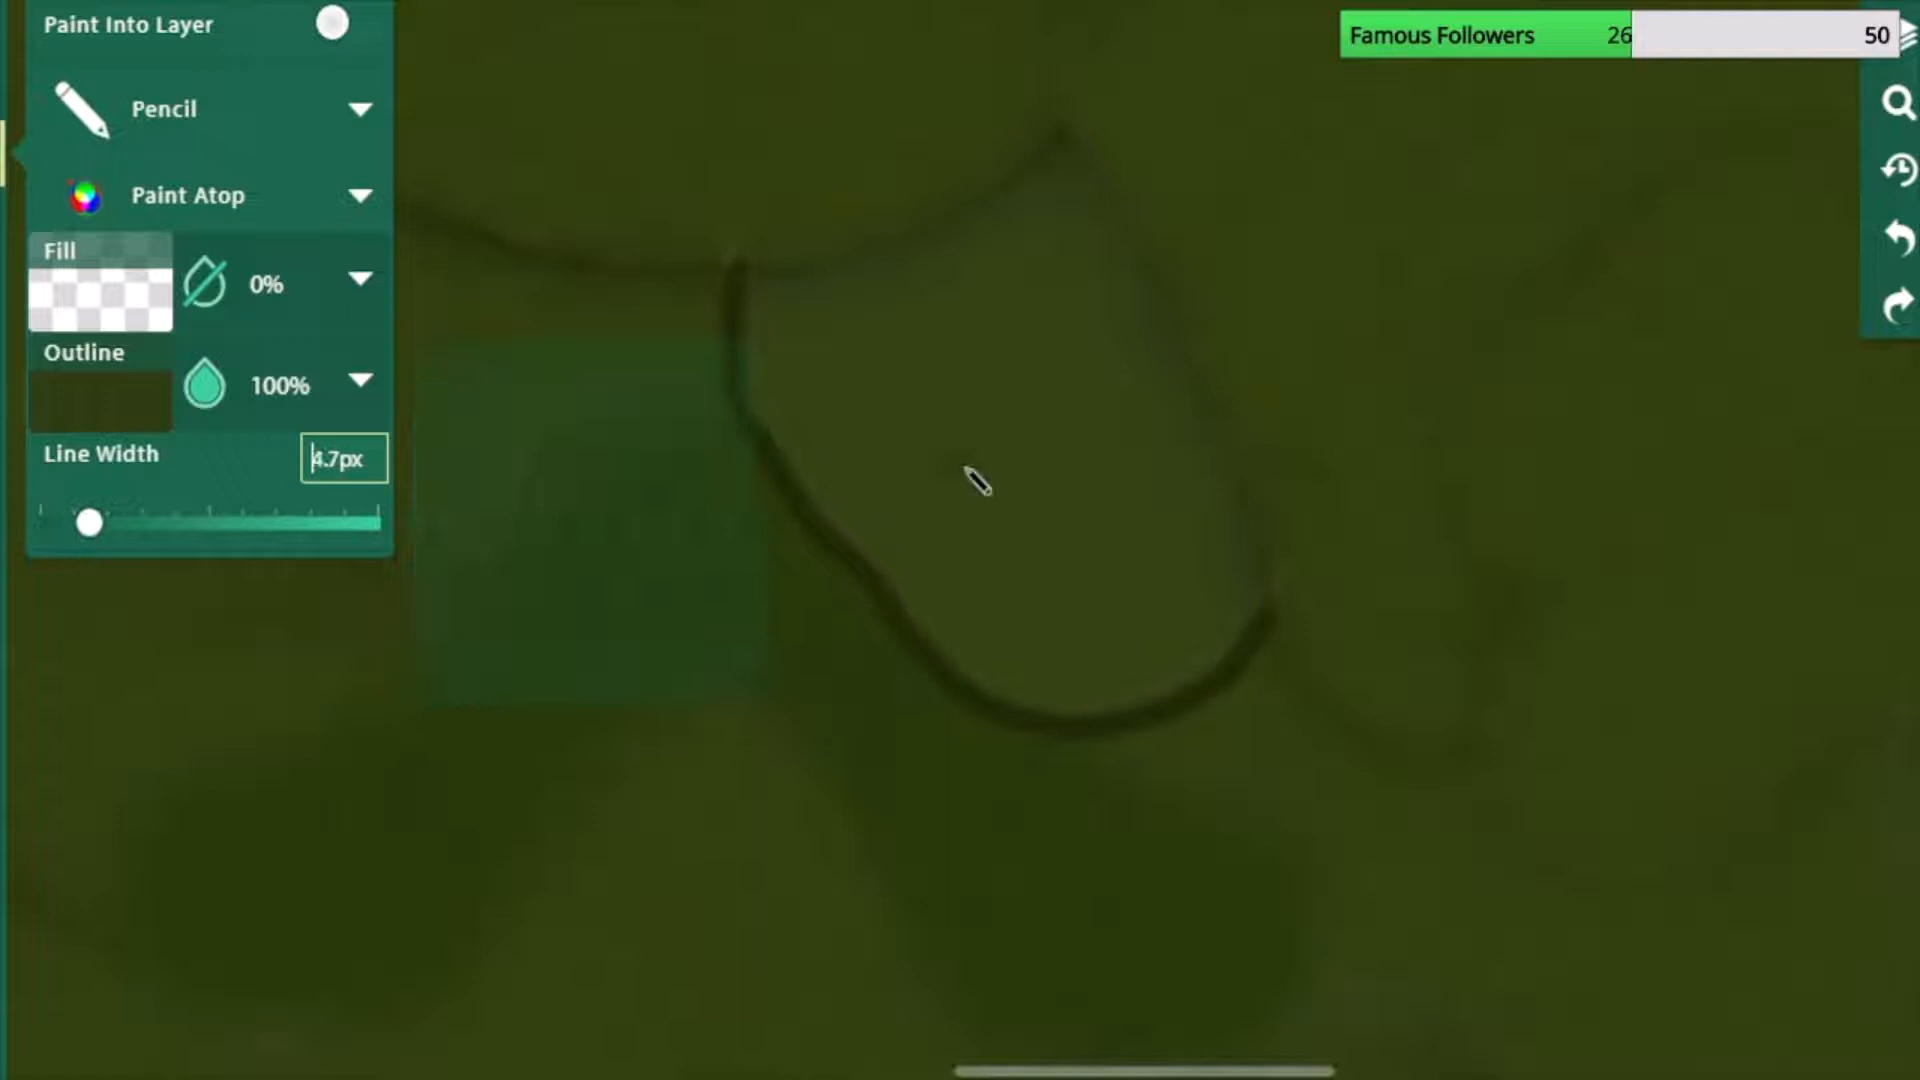 Paint Into Layer
Famous Followers 26 50
Pencil
Paint Atop
Fill
0%
Outline
100%
Line Width 4.7px